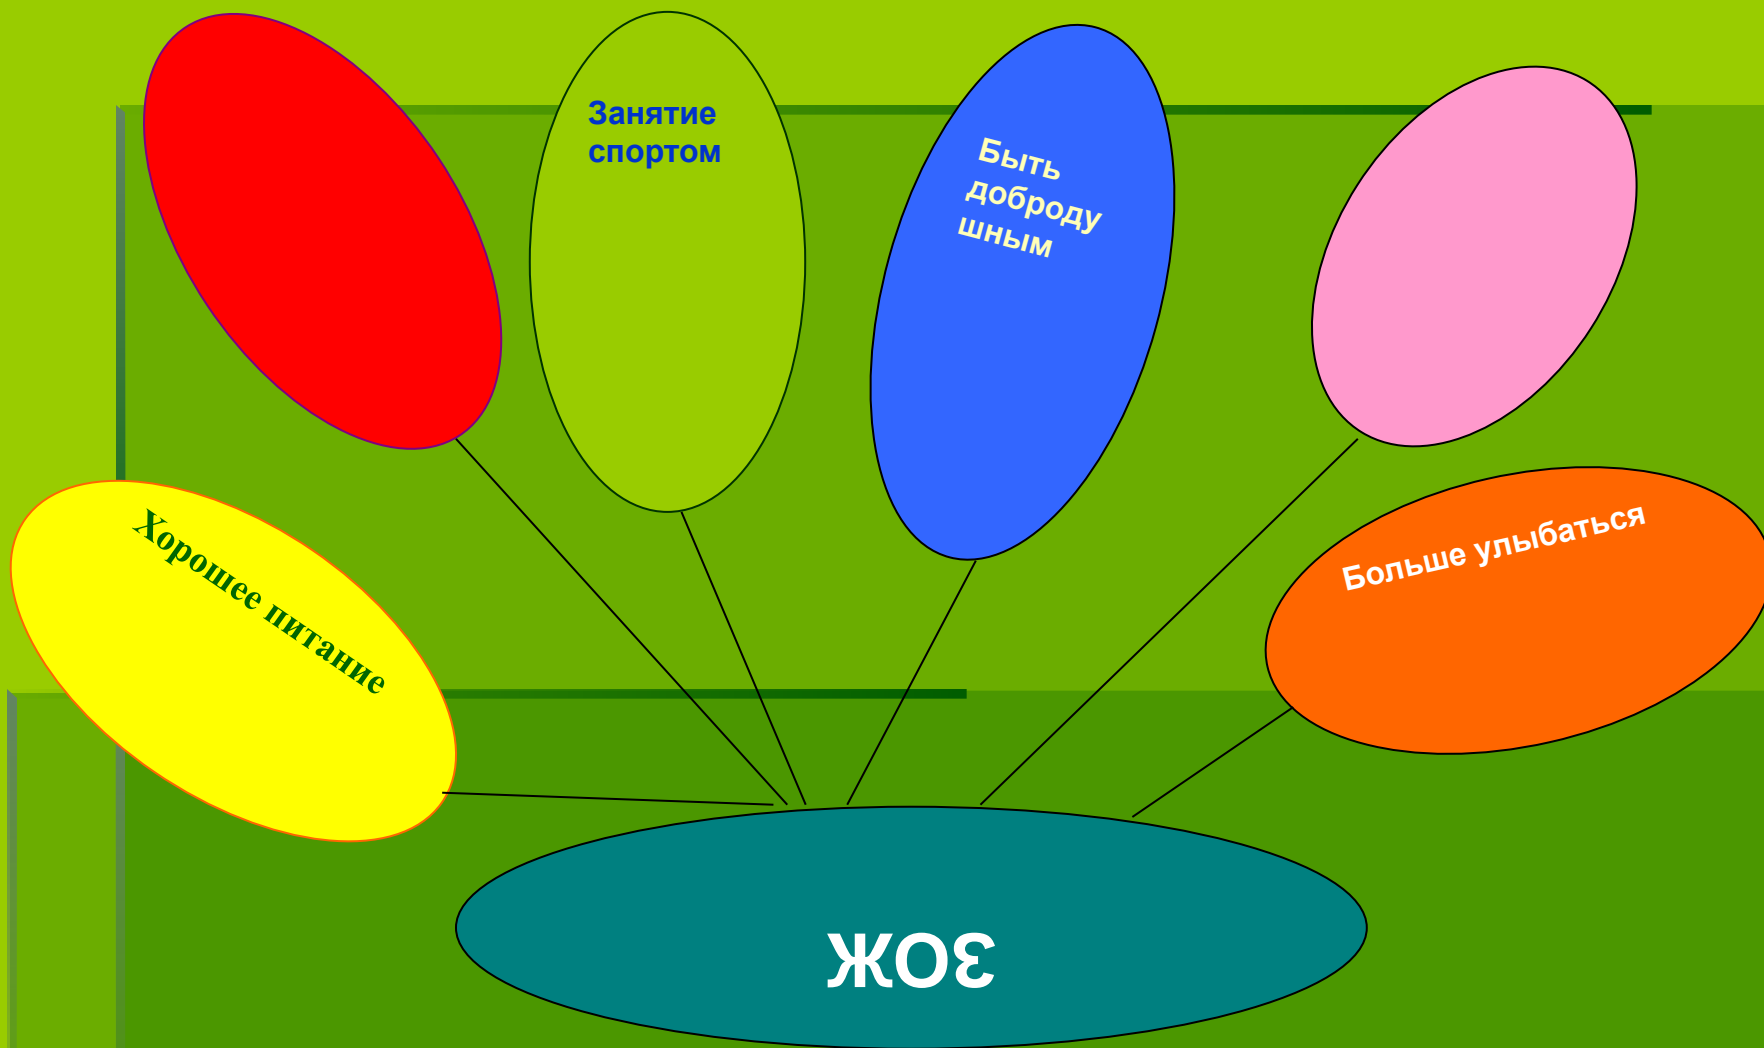 Занятие
спортом
Быть
доброду
шным
Хорошее питание
Больше улыбаться
ЗОЖ